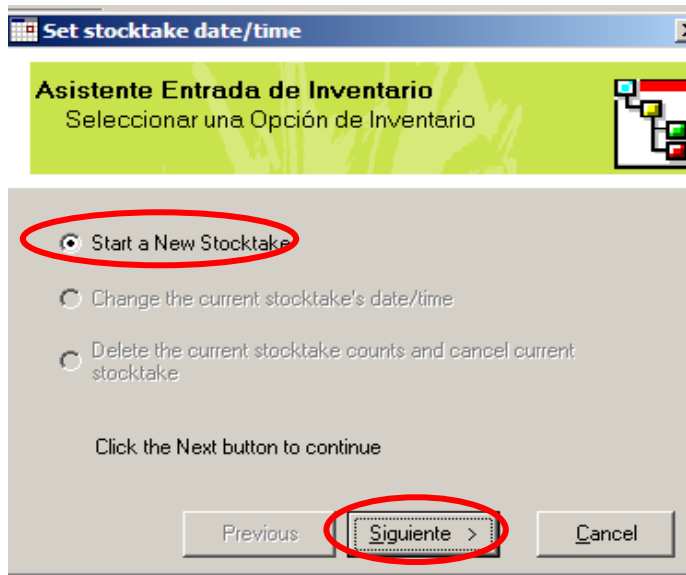 Set stocktake date/time
Asistente Entrada de Inventario
Seleccionar una Opción de Inventario
Start a New Stocktake
Change the current stocktake's date/time
Delete the current stocktake counts and cancel current
stocktake
Click the Next button to continue
Previous Siguiente > Cancel